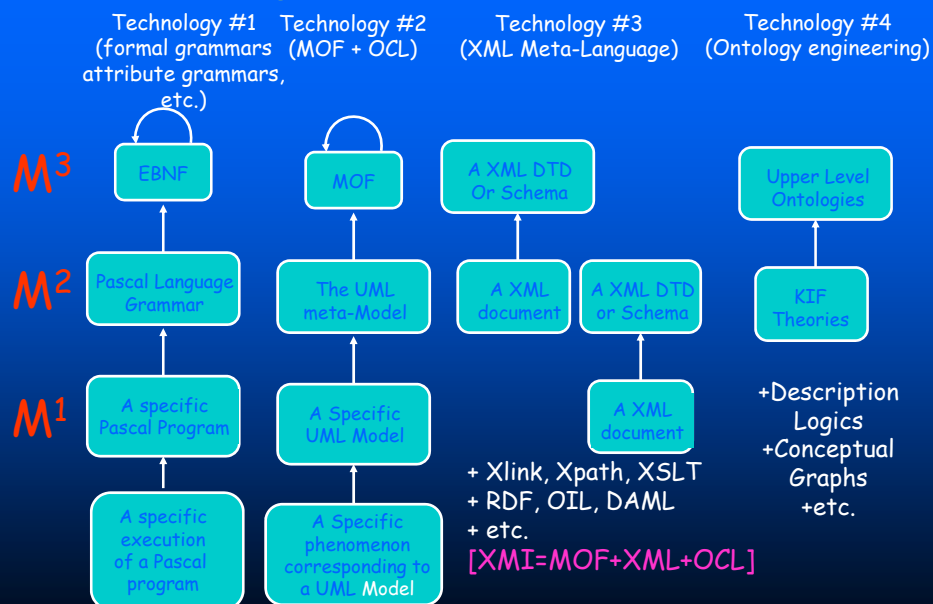 Technology #1
(formal grammars
attribute grammars,
etc.)
Technology #2
(MOF + OCL)
Technology #3
(XML Meta-Language)
Technology #4
(Ontology engineering)
M3
EBNF
MOF
A XML DTD
Or Schema
Upper Level
Ontologies
M2
Pascal Language
Grammar
The UML
meta-Model
A XML
document
A XML DTD
or Schema
KIF
Theories
M1
A specific
Pascal Program
A Specific
UML Model
A XML
document
+Description
Logics
+Conceptual
Graphs
+etc.
+ Xlink, Xpath, XSLT
+ RDF, OIL, DAML
+ etc.
[XMI=MOF+XML+OCL]
A specific
execution
of a Pascal
program
A Specific
phenomenon
corresponding to
a UML Model